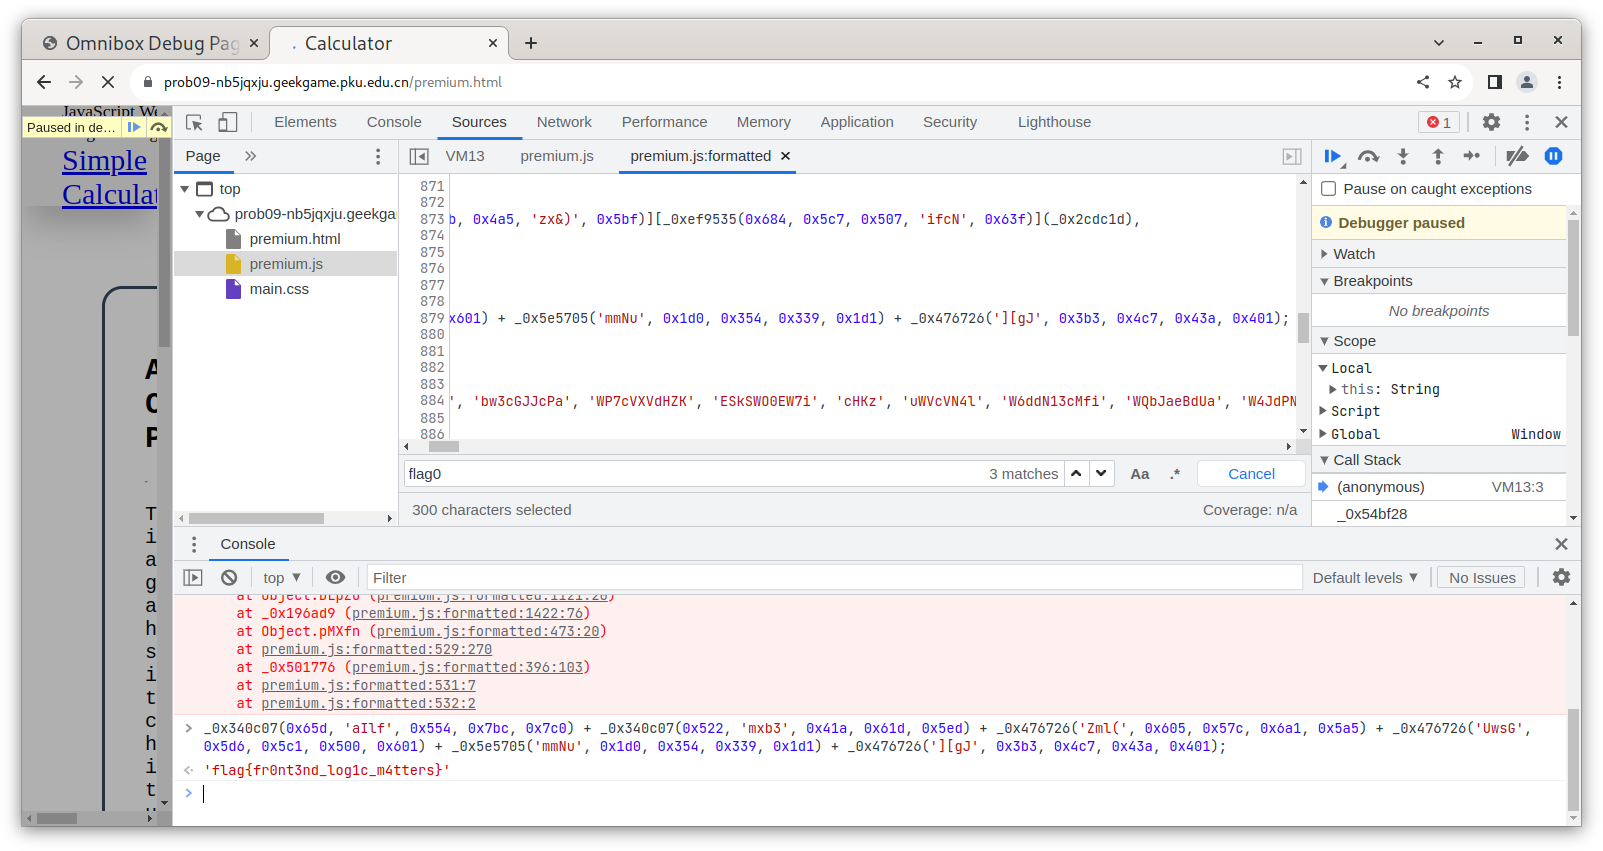 Omnibox Debug Pag
Calculator
prob09-nb5jqxju.geekgame.pku.edu.cn/premium.html
JavaScript We
Paused in de...
Simple
Calculat
A
C
P
-
T
i
a
g
a
h
s
i
t
c
h
i
t
Elements Console Sources Network Performance Memory Application Security Lighthouse 1
Page VM13 premium.js premium.js:formatted
top
prob09-nb5jqxju.geekga
premium.html
premium.js
main.css
871
872
873 b, 0x4a5, 'zx&)', 0x5bf)][_0xef9535(0x684, 0x5c7, 0x507, 'ifcN', 0x63f)](_0x2cdc1d),
874
875
876
877
878
879 x601) + _0x5e5705('mmNu', 0x1d0, 0x354, 0x339, 0x1d1) + _0x476726('][gJ', 0x3b3, 0x4c7, 0x43a, 0x401);
880
881
882
883
884 ', 'bw3cGJJcPa', 'WP7cVXVdHZK', 'ESkSWO0EW7i', 'cHKz', 'uWVcVN4l', 'W6ddN13cMfi', 'WQbJaeBdUa', 'W4JdPN
885
886
flag0 3 matches Aa .* Cancel
300 characters selected Coverage: n/a
Pause on caught exceptions
Debugger paused
Watch
Breakpoints
No breakpoints
Scope
Local
this: String
Script
Global Window
Call Stack
(anonymous) VM13:3
_0x54bf28
Console
top Filter Default levels No Issues
at Object.DLpZU (premium.js:formatted:1121:20)
at _0x196ad9 (premium.js:formatted:1422:76)
at Object.pMXfn (premium.js:formatted:473:20)
at premium.js:formatted:529:270
at _0x501776 (premium.js:formatted:396:103)
at premium.js:formatted:531:7
at premium.js:formatted:532:2
> _0x340c07(0x65d, 'aIlf', 0x554, 0x7bc, 0x7c0) + _0x340c07(0x522, 'mxb3', 0x41a, 0x61d, 0x5ed) + _0x476726('Zml(', 0x605, 0x57c, 0x6a1, 0x5a5) + _0x476726('UwsG',
0x5d6, 0x5c1, 0x500, 0x601) + _0x5e5705('mmNu', 0x1d0, 0x354, 0x339, 0x1d1) + _0x476726('][gJ', 0x3b3, 0x4c7, 0x43a, 0x401);
'flag{fr0nt3nd_log1c_m4tters}'
>